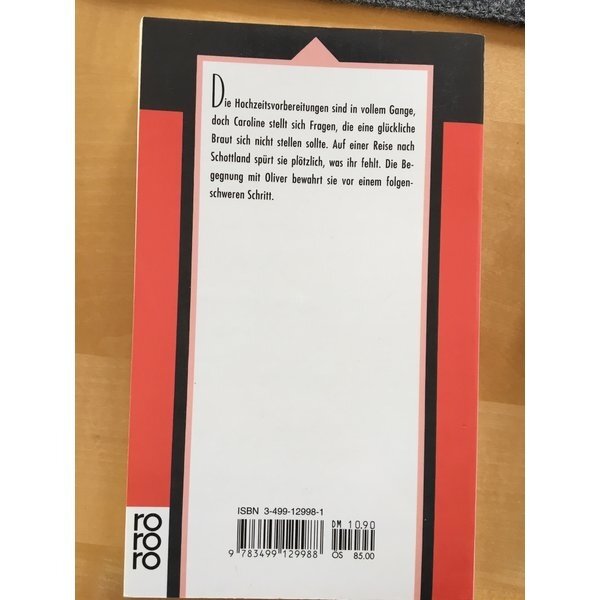 Die Hochzeitsvorbereitungen sind in vollem Gange,
doch Caroline stellt sich Fragen, die eine glückliche
Braut sich nicht stellen sollte. Auf einer Reise nach
Schottland spürt sie plötzlich, was ihr fehlt. Die Be-
gegnung mit Oliver bewahrt sie vor einem folgen-
schweren Schritt.
ISBN 3-499-12998-1
DM 10.90
9 783499 129988
ÖS 85.00
ro
ro
ro